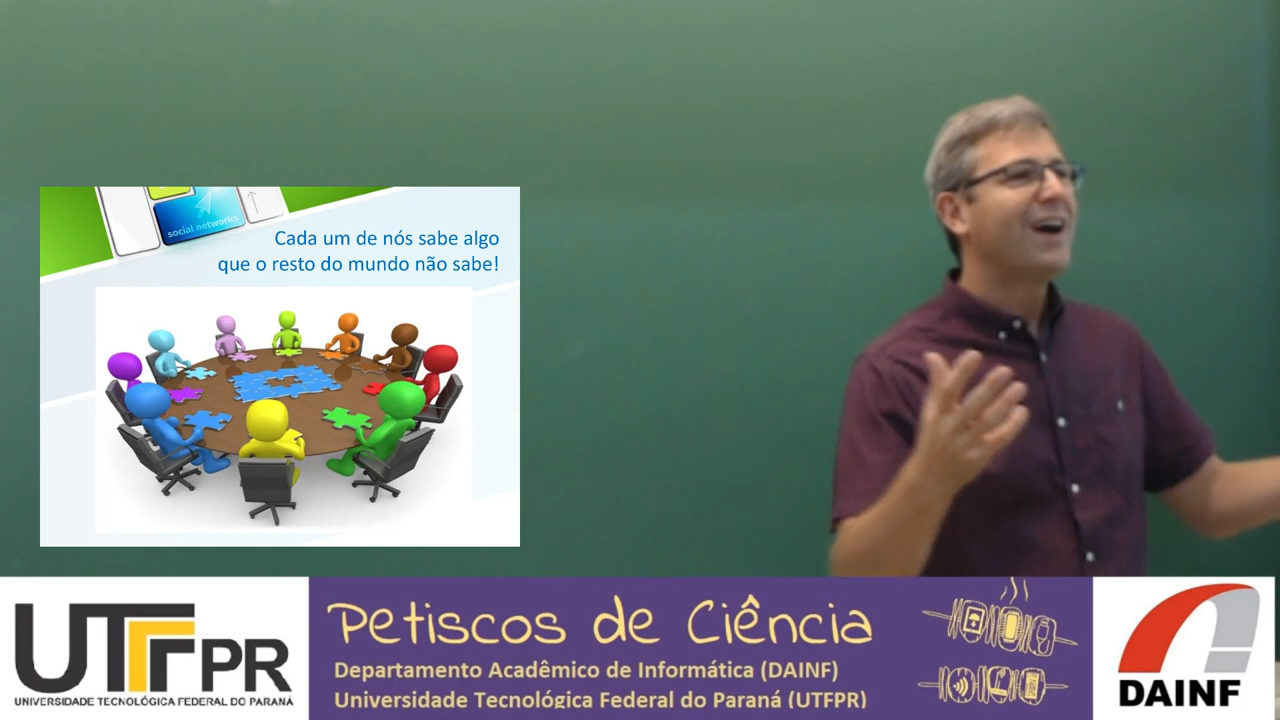 social networks
Cada um de nós sabe algo
que o resto do mundo não sabe!
UTFPR
UNIVERSIDADE TECNOLÓGICA FEDERAL DO PARANÁ
Petiscos de Ciência
Departamento Acadêmico de Informática (DAINF)
Universidade Tecnológica Federal do Paraná (UTFPR)
DAINF